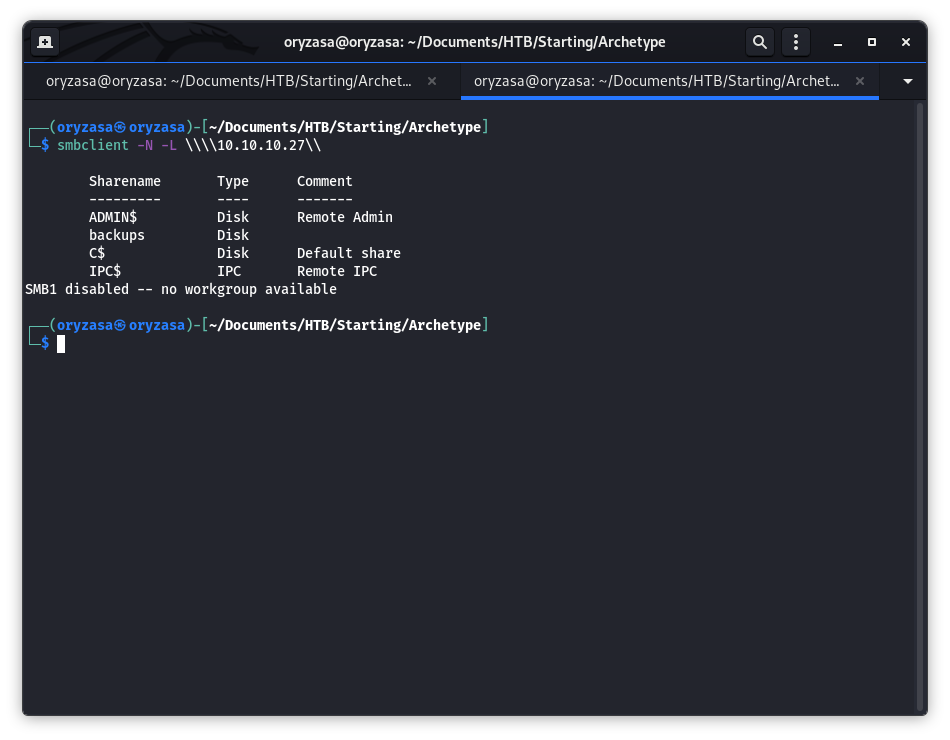 oryzasa@oryzasa: ~/Documents/HTB/Starting/Archetype
oryzasa@oryzasa: ~/Documents/HTB/Starting/Archet...
oryzasa@oryzasa: ~/Documents/HTB/Starting/Archet...
┌──(oryzasa㉿oryzasa)-[~/Documents/HTB/Starting/Archetype]
└─$ smbclient -N -L \\\\10.10.10.27\\
Sharename Type Comment
--------- ---- -------
ADMIN$ Disk Remote Admin
backups Disk
C$ Disk Default share
IPC$ IPC Remote IPC
SMB1 disabled -- no workgroup available
┌──(oryzasa㉿oryzasa)-[~/Documents/HTB/Starting/Archetype]
└─$